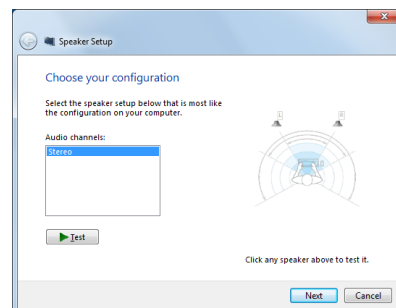 Speaker Setup
Choose your configuration
Select the speaker setup below that is most like
the configuration on your computer.
Audio channels:
Stereo
L
R
Test
Click any speaker above to test it.
Next
Cancel